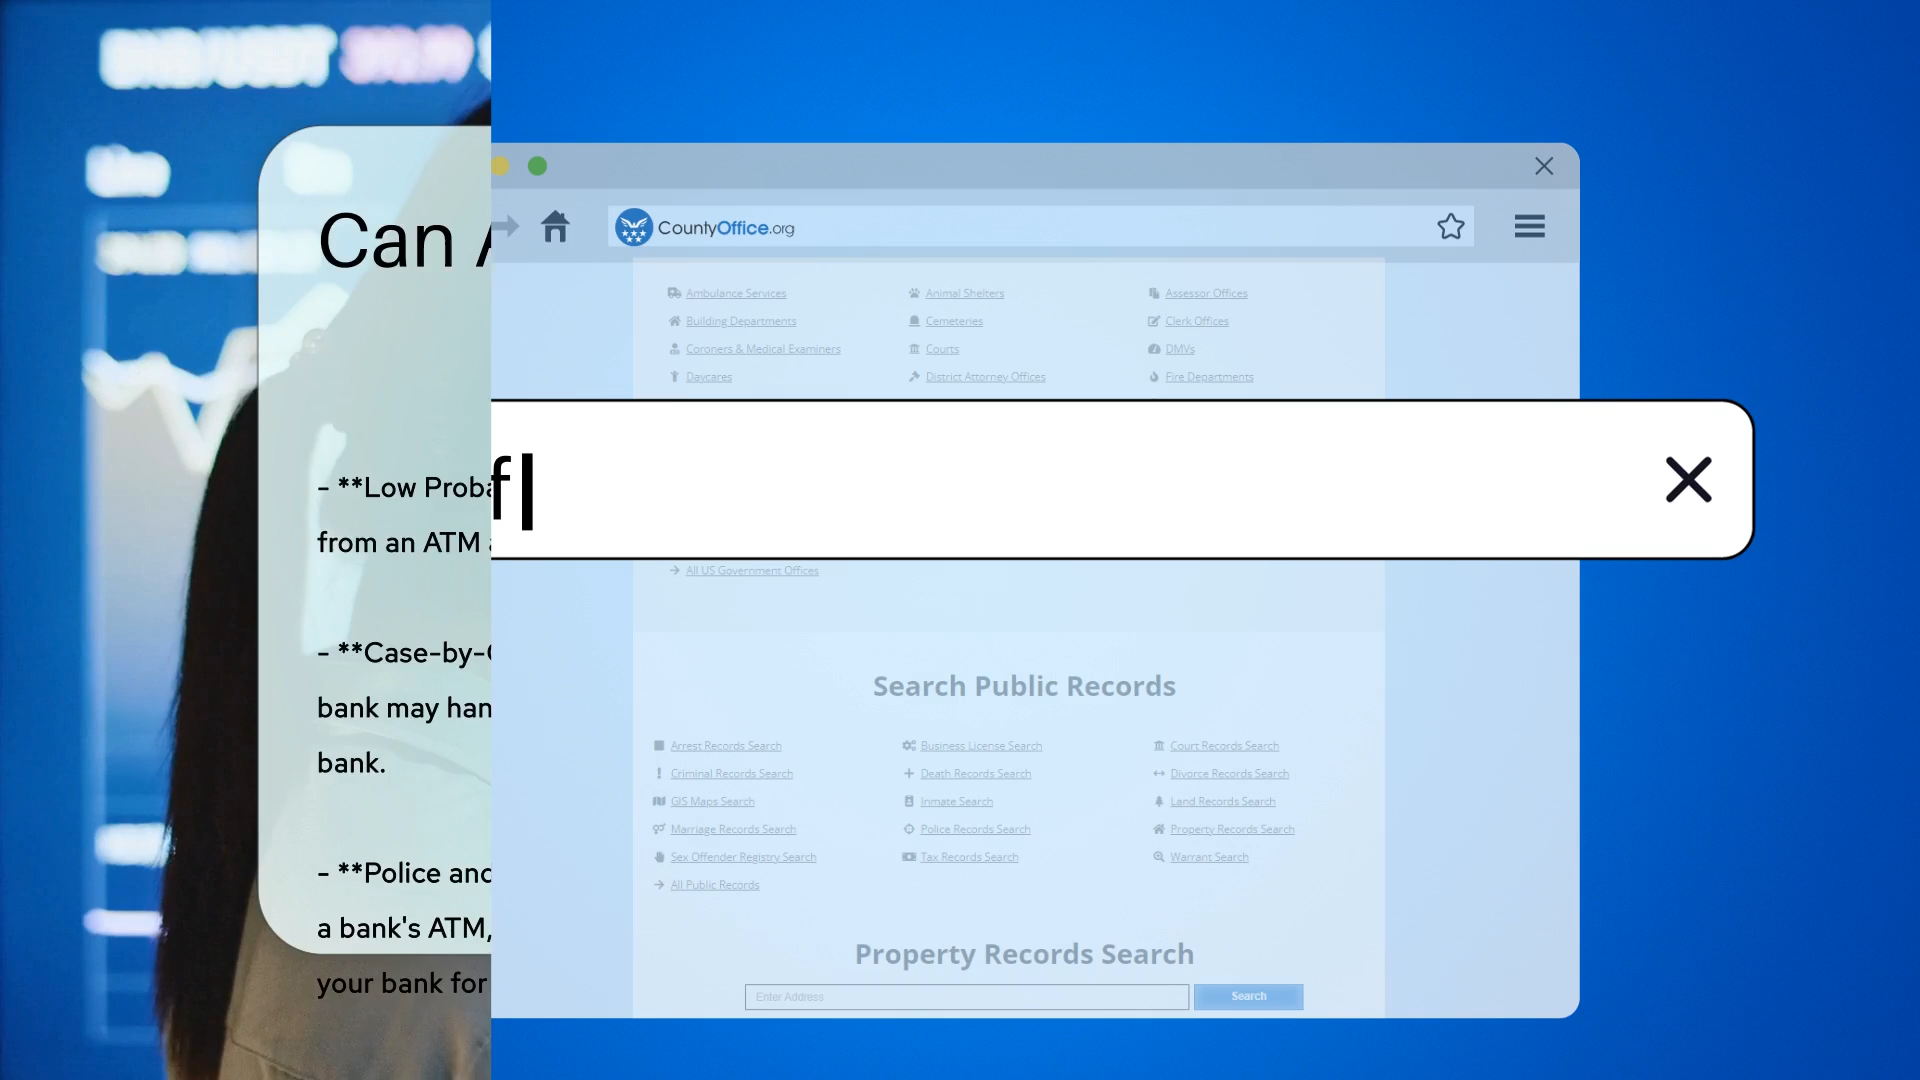 Can
- **Low
from an ATM
- **Case-by-
bank may
bank.
- **Police
a bank's ATM,
your bank for
CountyOffice.org
Ambulance Services
Animal Shelters
Assessor Offices
Building Departments
Cemeteries
Clerk Offices
Coroners & Medical Examiners
Courts
DMVs
Daycares
District Attorney Offices
Fire Departments
f
All US Government Offices
Search Public Records
Arrest Records Search
Business License Search
Court Records Search
Criminal Records Search
Death Records Search
Divorce Records Search
GIS Maps Search
Inmate Search
Land Records Search
Marriage Records Search
Police Records Search
Property Records Search
Sex Offender Registry Search
Tax Records Search
Warrant Search
All Public Records
Property Records Search
Enter Address
Search